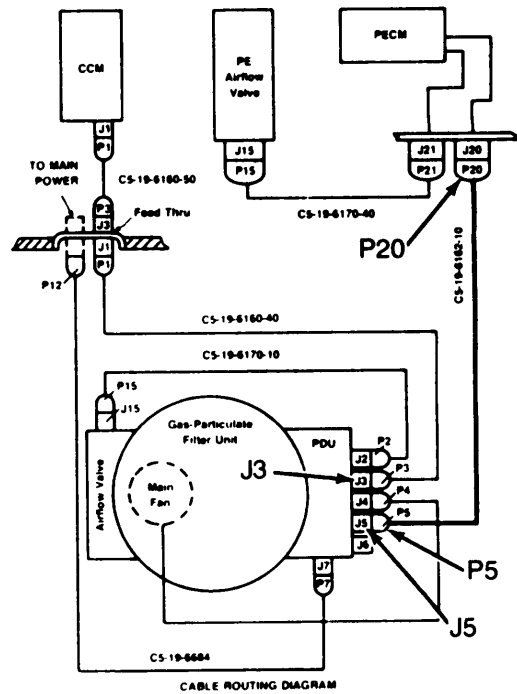 CCM
PE
Airflow
Valve
PECM
J1
P1
J15
P15
J21
P21
J20
P20
TO MAIN
POWER
C5-19-6160-50
P3
J3
Feed Thru
C5-19-6170-40
P20
C5-19-6162-10
J1
P1
P12
C5-19-6160-40
C5-19-6170-10
P15
J15
Gas-Particulate
Filter Unit
PDU
P2
J2
P3
J3
J3
Main
Fan
Airflow Valve
P4
J4
P5
J5
J6
P5
J7
P7
J5
C5-19-6684
CABLE ROUTING DIAGRAM